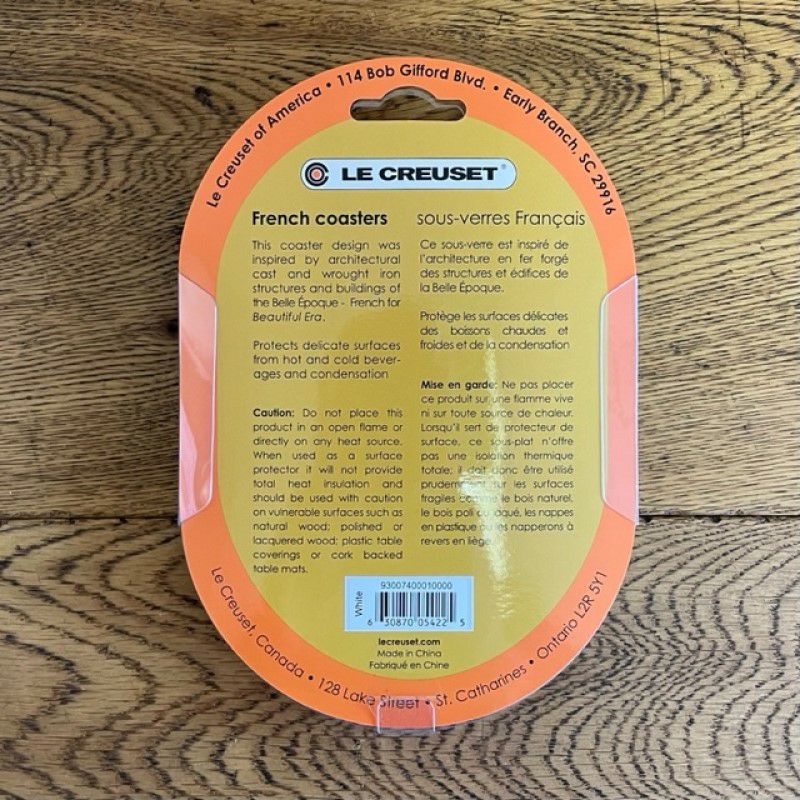 Le Creuset of America • 114 Bob Gifford Blvd. • Early Branch, SC 29916
LE CREUSET®
French coasters
This coaster design was
inspired by architectural
cast and wrought iron
structures and buildings of
the Belle Époque - French for
Beautiful Era.
Protects delicate surfaces
from hot and cold bever-
ages and condensation
Caution: Do not place this
product in an open flame or
directly on any heat source.
When used as a surface
protector it will not provide
total heat insulation and
should be used with caution
on vulnerable surfaces such as
natural wood; polished or
lacquered wood; plastic table
coverings or cork backed
table mats.
sous-verres Français
Ce sous-verre est inspiré de
l'architecture en fer forgé
des structures et édifices de
la Belle Époque.
Protège les surfaces délicates
des boissons chaudes et
froides et de la condensation
Mise en garde: Ne pas placer
ce produit sur une flamme vive
ni sur toute source de chaleur.
Lorsqu'il sert de protecteur de
surface, ce sous-plat n'offre
pas une isolation thermique
totale; il doit donc être utilisé
prudemment sur les surfaces
fragiles comme le bois naturel,
le bois poli ou laqué, les nappes
en plastique ou les napperons à
revers en liège.
White
93007400010000
6 30870 05422 5
lecreuset.com
Made in China
Fabriqué en Chine
Le Creuset, Canada • 128 Lake Street • St. Catharines • Ontario L2R 5Y1